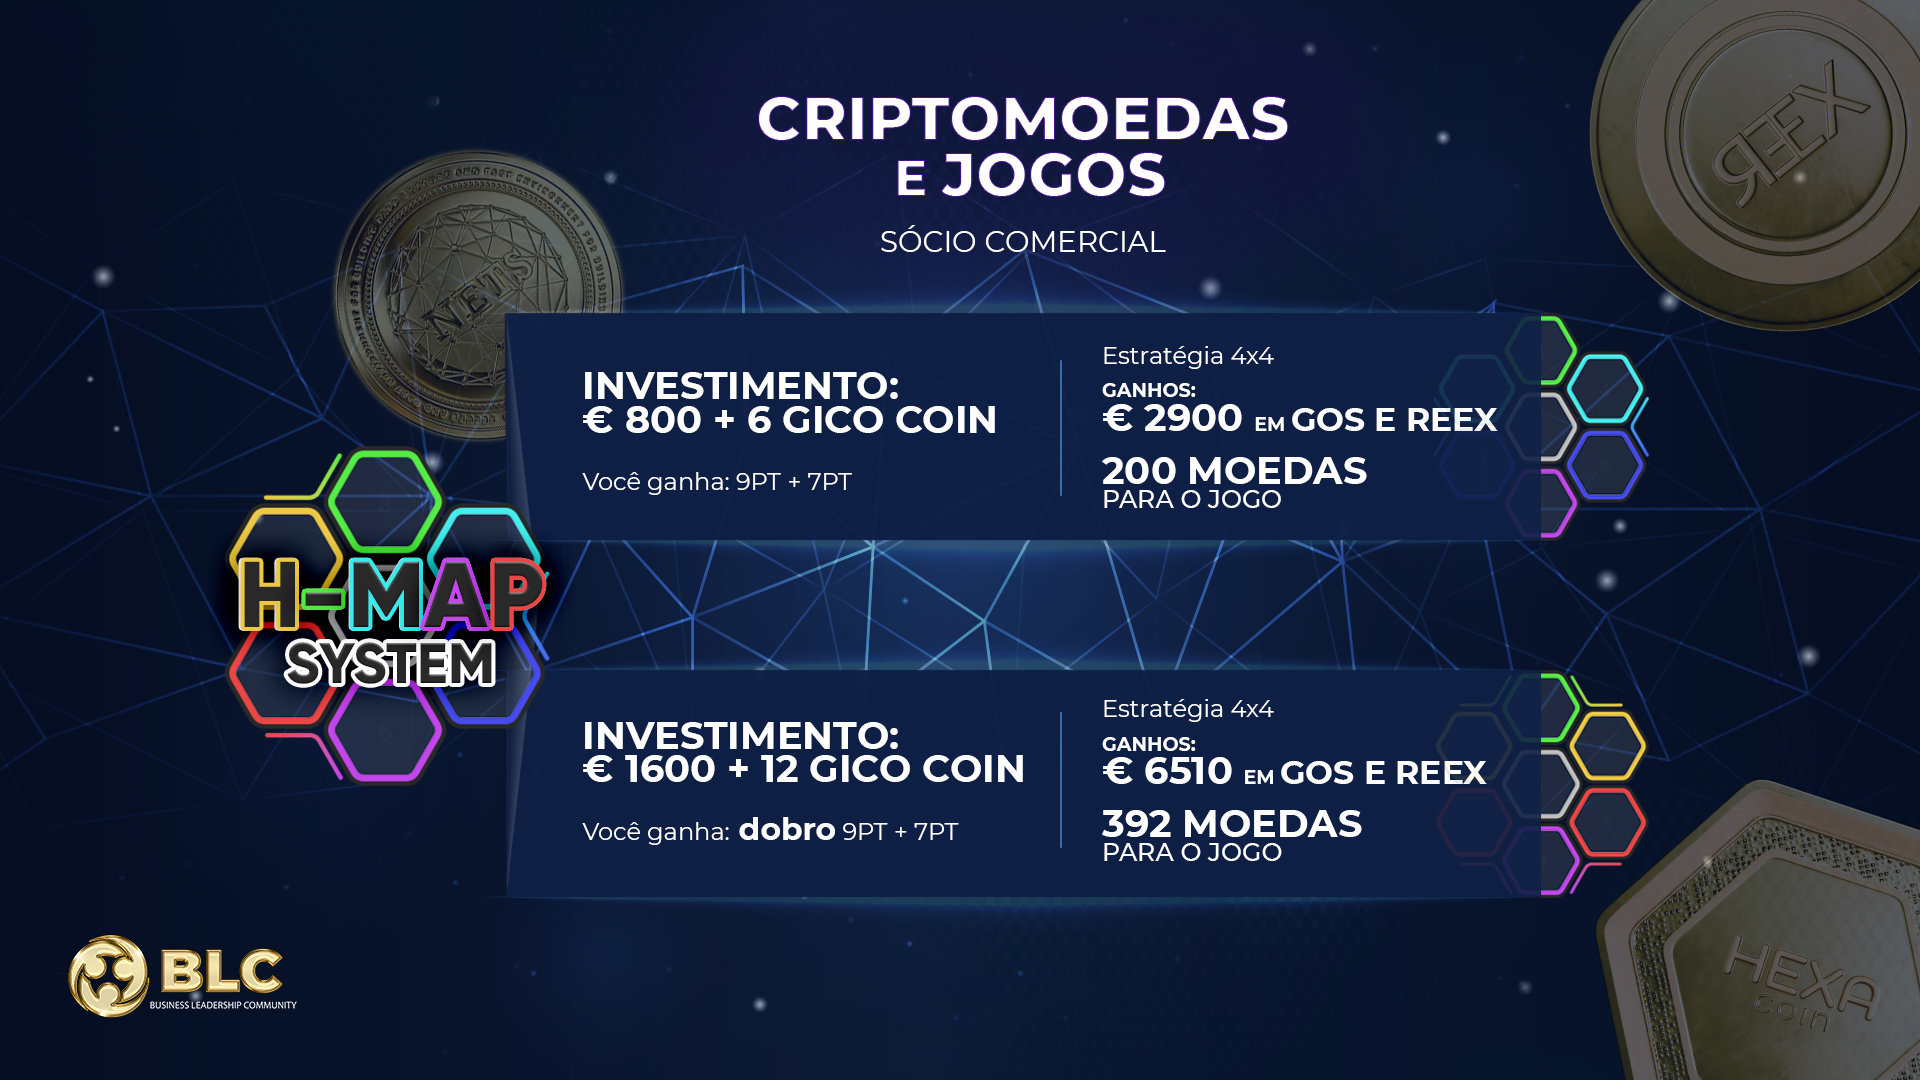 CRIPTOMOEDAS
E JOGOS
SÓCIO COMERCIAL
REEX
NETIS
INVESTIMENTO:
€ 800 + 6 GICO COIN
Você ganha: 9PT + 7PT
Estratégia 4x4
GANHOS:
€ 2900 EM GOS E REEX
200 MOEDAS
PARA O JOGO
H-MAP
SYSTEM
INVESTIMENTO:
€ 1600 + 12 GICO COIN
Você ganha: dobro 9PT + 7PT
Estratégia 4x4
GANHOS:
€ 6510 EM GOS E REEX
392 MOEDAS
PARA O JOGO
BLC
BUSINESS LEADERSHIP COMMUNITY
HEXA
coin